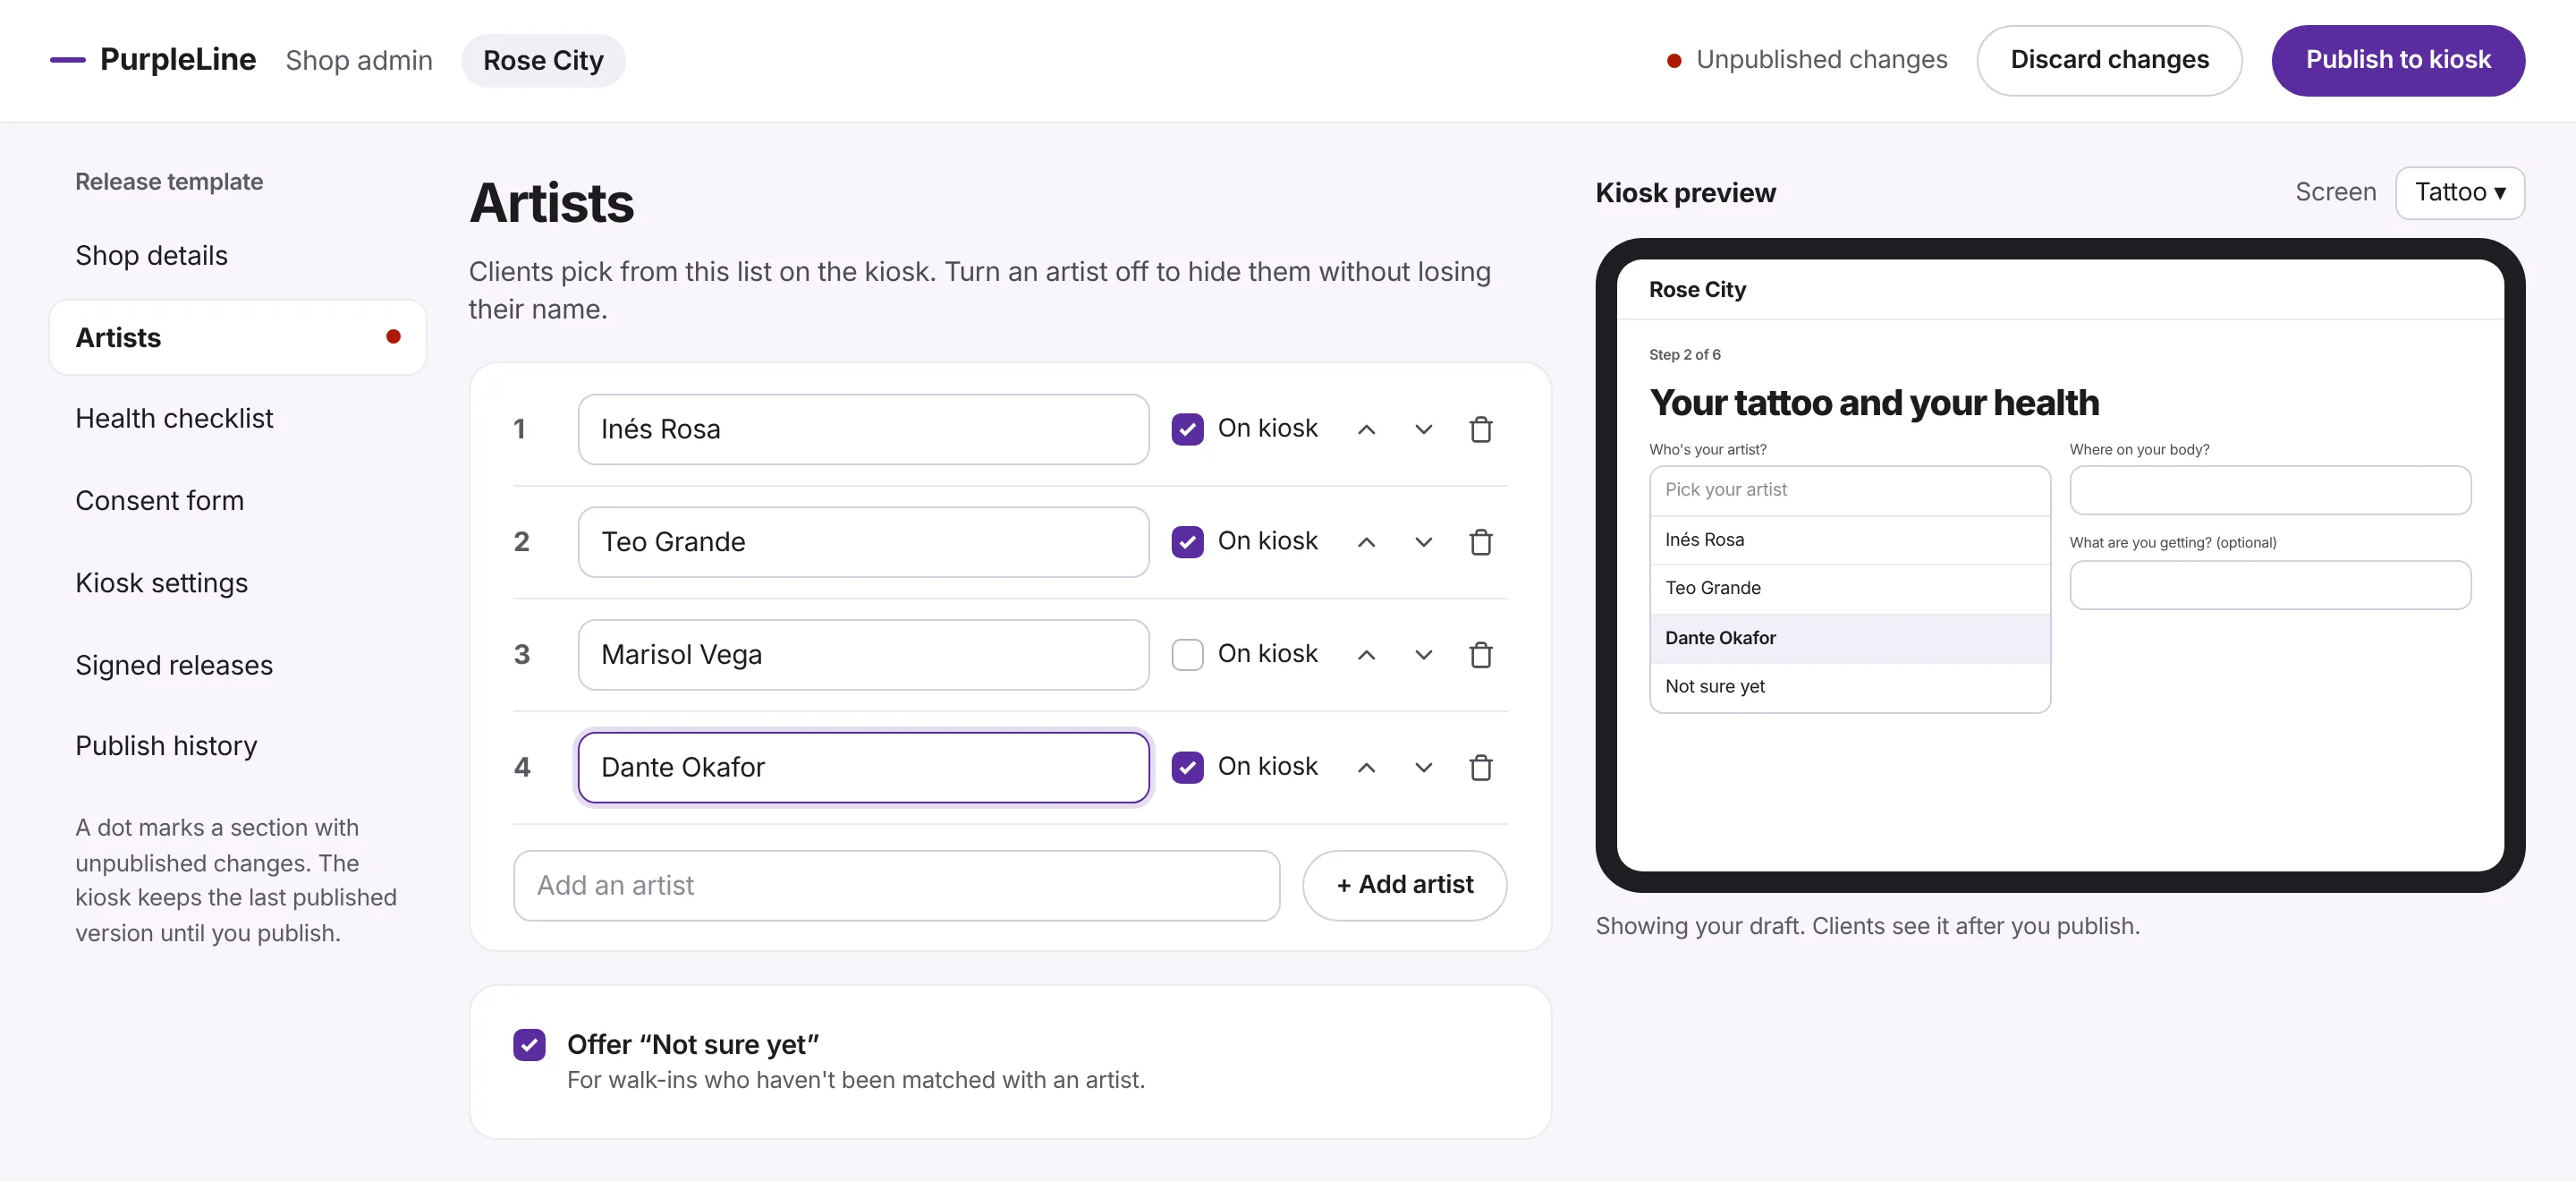 PurpleLine Shop admin Rose City
Unpublished changes Discard changes Publish to kiosk
Release template
Shop details
Artists
Health checklist
Consent form
Kiosk settings
Signed releases
Publish history
A dot marks a section with
unpublished changes. The
kiosk keeps the last published
version until you publish.
Artists
Clients pick from this list on the kiosk. Turn an artist off to hide them without losing
their name.
1 Inés Rosa On kiosk
2 Teo Grande On kiosk
3 Marisol Vega On kiosk
4 Dante Okafor On kiosk
Add an artist + Add artist
Offer “Not sure yet”
For walk-ins who haven't been matched with an artist.
Kiosk preview Screen Tattoo ▾
Rose City
Step 2 of 6
Your tattoo and your health
Who's your artist?
Pick your artist
Inés Rosa
Teo Grande
Dante Okafor
Not sure yet
Where on your body?
What are you getting? (optional)
Showing your draft. Clients see it after you publish.